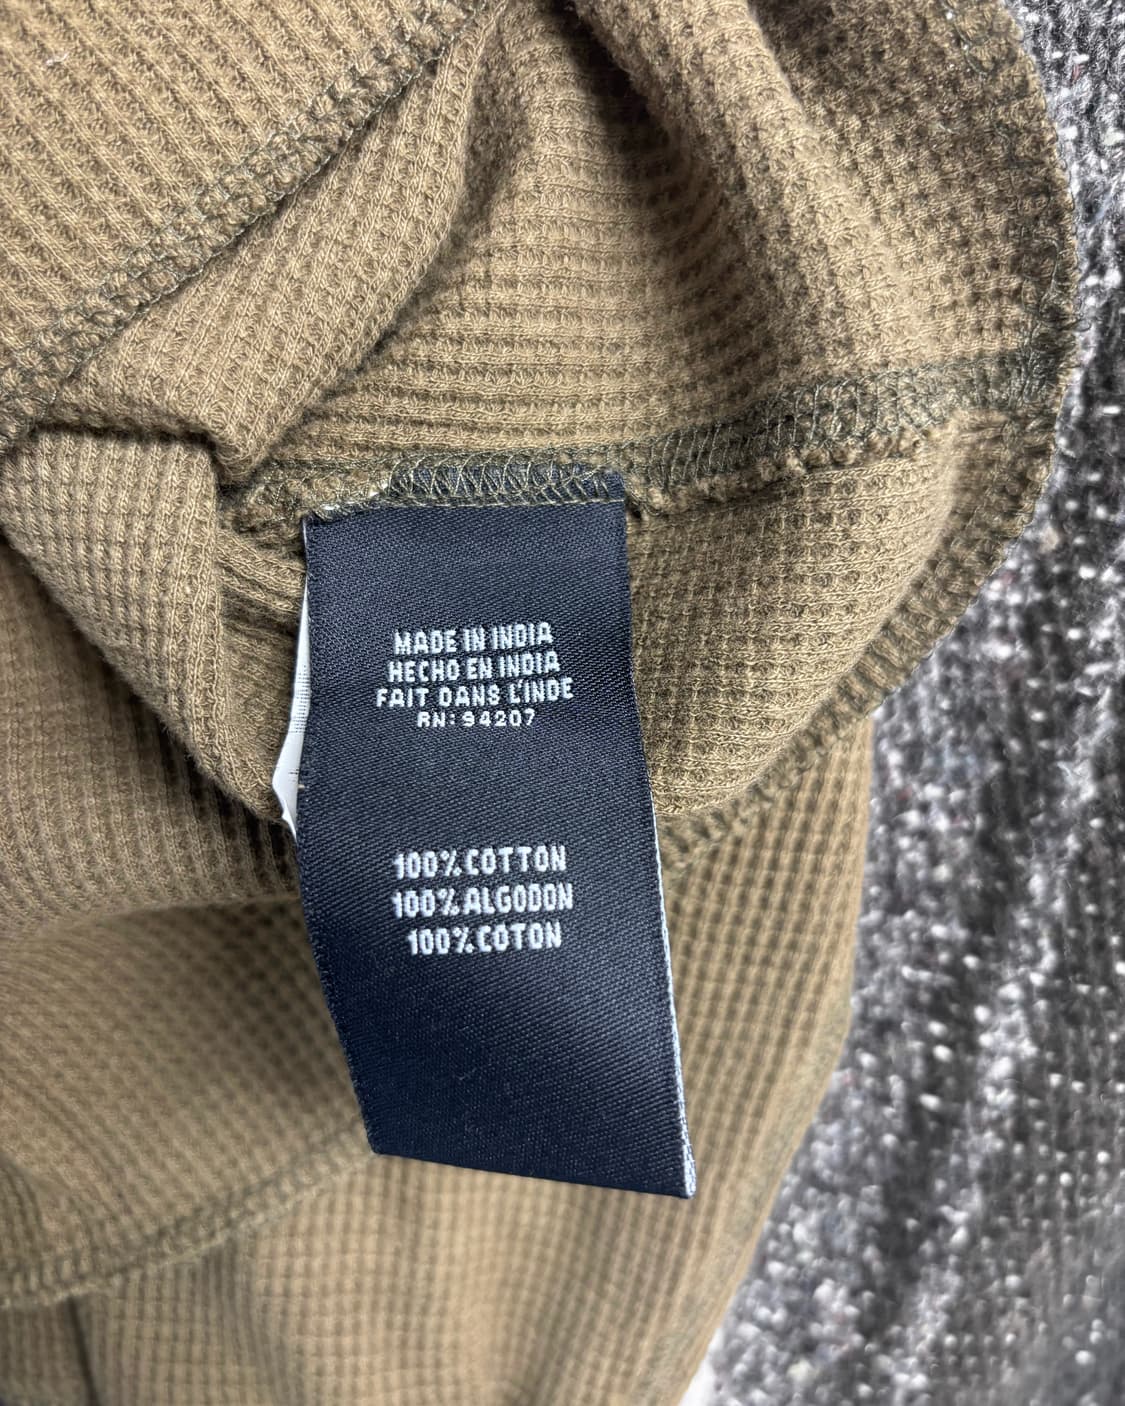 MADE IN INDIA
HECHO EN INDIA
FAIT DANS L'INDE
RN: 94207
100% COTTON
100% ALGODON
100% COTON